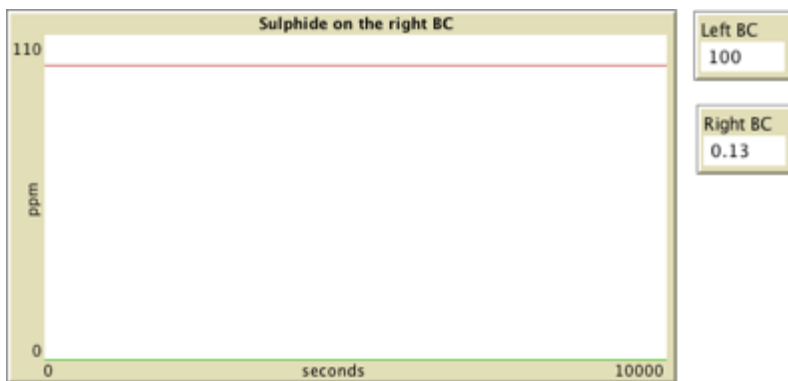 Sulphide on the right BC
110
ppm
0
0 seconds 10000
Left BC
100
Right BC
0.13